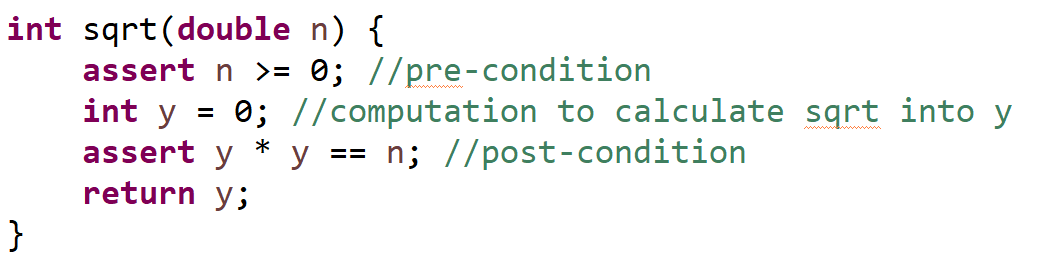 int sqrt(double n) {
    assert n >= 0; //pre-condition
    int y = 0; //computation to calculate sqrt into y
    assert y * y == n; //post-condition
    return y;
}